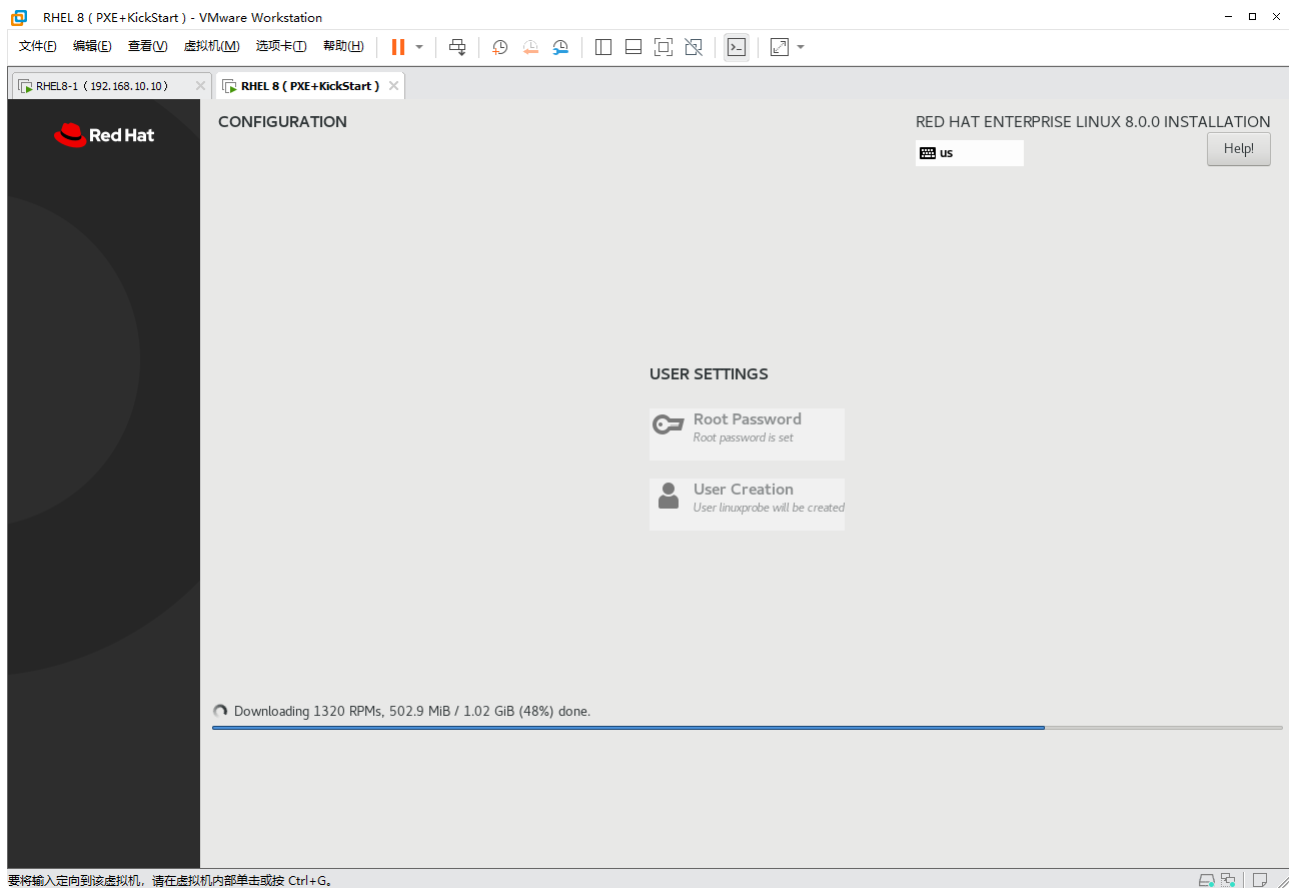 RHEL 8 ( PXE+KickStart ) - VMware Workstation
文件(F) 编辑(E) 查看(V) 虚拟机(M) 选项卡(T) 帮助(H)
RHEL8-1（192.168.10.10） RHEL 8 ( PXE+KickStart )
Red Hat
CONFIGURATION
RED HAT ENTERPRISE LINUX 8.0.0 INSTALLATION
us
Help!
USER SETTINGS
Root Password
Root password is set
User Creation
User linuxprobe will be created
Downloading 1320 RPMs, 502.9 MiB / 1.02 GiB (48%) done.
要将输入定向到该虚拟机，请在虚拟机内部单击或按 Ctrl+G。